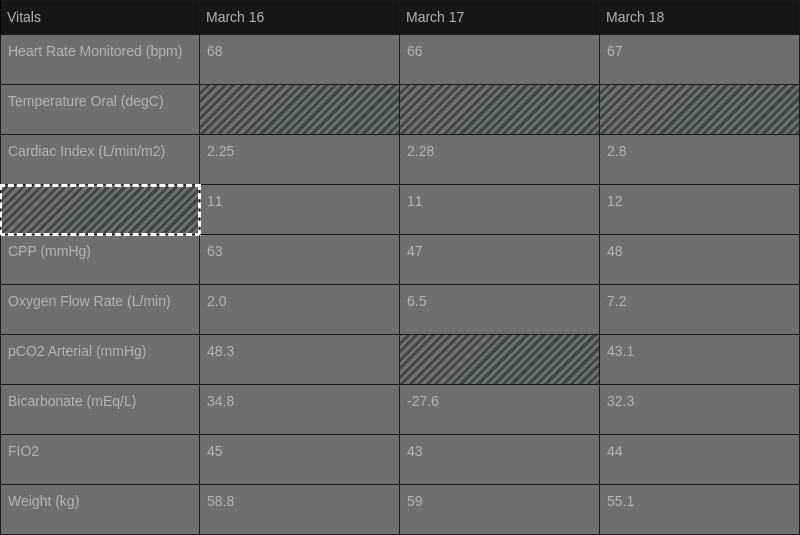 Vitals March 16 March 17 March 18
Heart Rate Monitored (bpm) 68 66 67
Temperature Oral (degC)
Cardiac Index (L/min/m2) 2.25 2.28 2.8
11 11 12
CPP (mmHg) 63 47 48
Oxygen Flow Rate (L/min) 2.0 6.5 7.2
pCO2 Arterial (mmHg) 48.3 43.1
Bicarbonate (mEq/L) 34.8 -27.6 32.3
FIO2 45 43 44
Weight (kg) 58.8 59 55.1